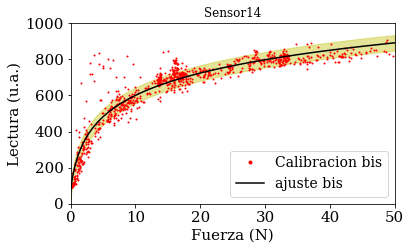 Sensor14
1000
800
600
400
200
0
Lectura (u.a.)
Calibracion bis
ajuste bis
0 10 20 30 40 50
Fuerza (N)